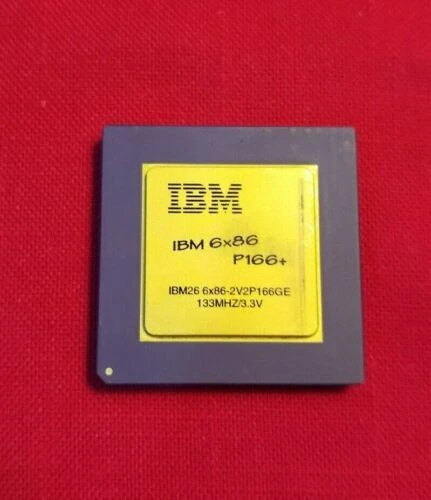 IBM
IBM 6x86
P166+
IBM26 6x86-2V2P166GE
133MHZ/3.3V